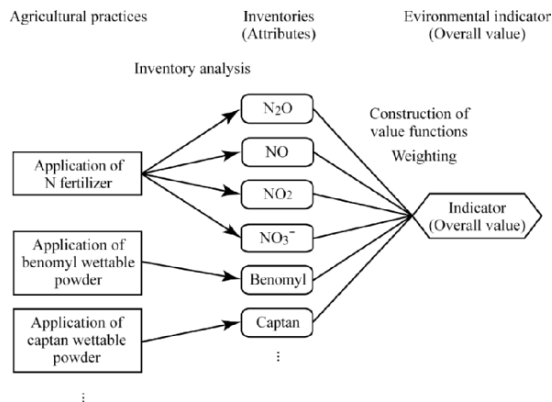 Agricultural practices
Inventories
(Attributes)
Evironmental indicator
(Overall value)
Inventory analysis
Construction of
value functions
Weighting
Application of
N fertilizer
Application of
benomyl wettable
powder
Application of
captan wettable
powder
⋮
N₂O
NO
NO₂
NO₃⁻
Benomyl
Captan
⋮
Indicator
(Overall value)